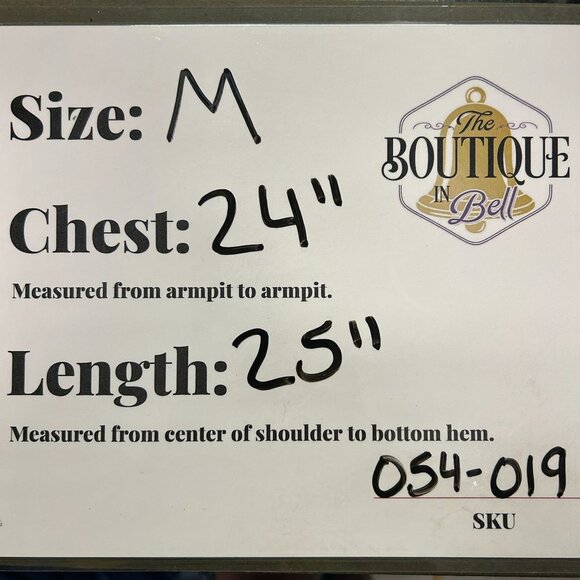 Size: M
The
BOUTIQUE
IN
Bell
Chest: 24"
Measured from armpit to armpit.
Length: 25"
Measured from center of shoulder to bottom hem.
054-019
SKU